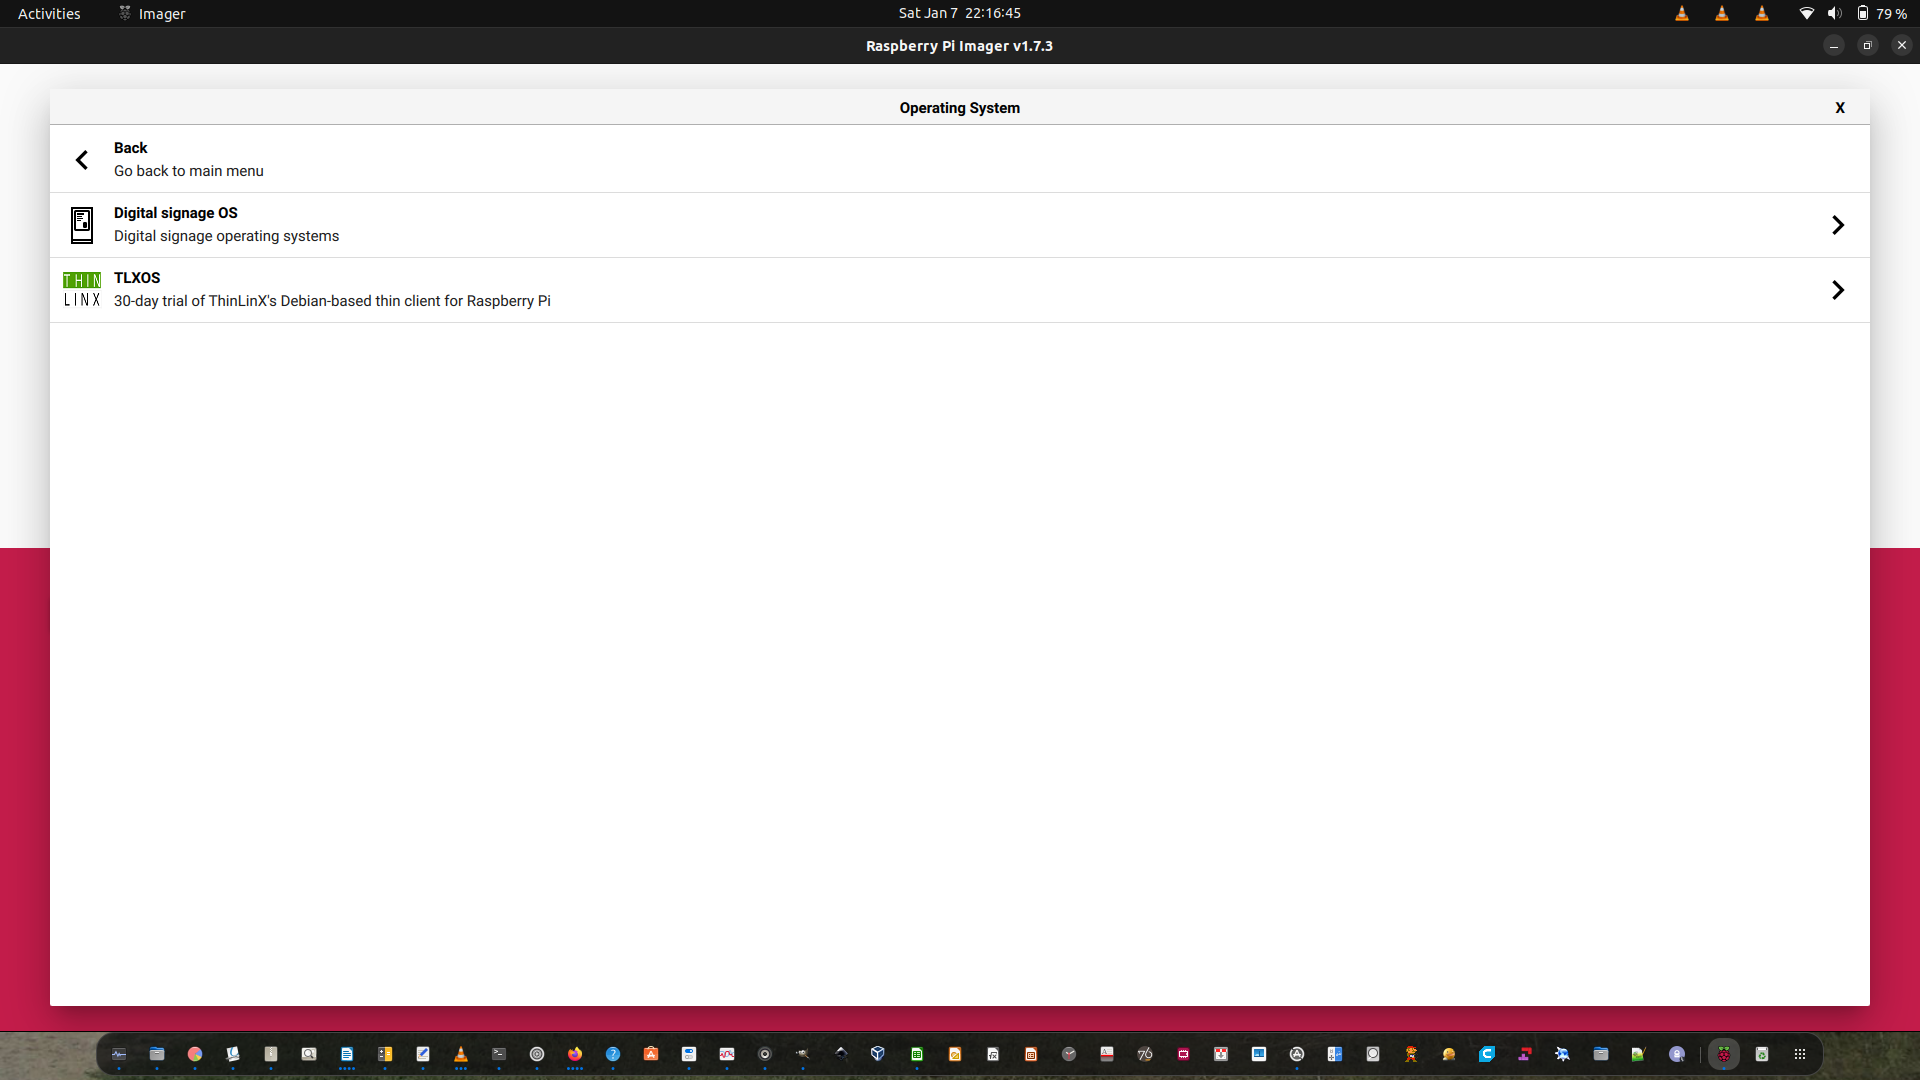 Activities
Imager
Sat Jan 7 22:16:45
79 %
Raspberry Pi Imager v1.7.3
Operating System
X
Back
Go back to main menu
Digital signage OS
Digital signage operating systems
THIN
LINX
TLXOS
30-day trial of ThinLinX's Debian-based thin client for Raspberry Pi